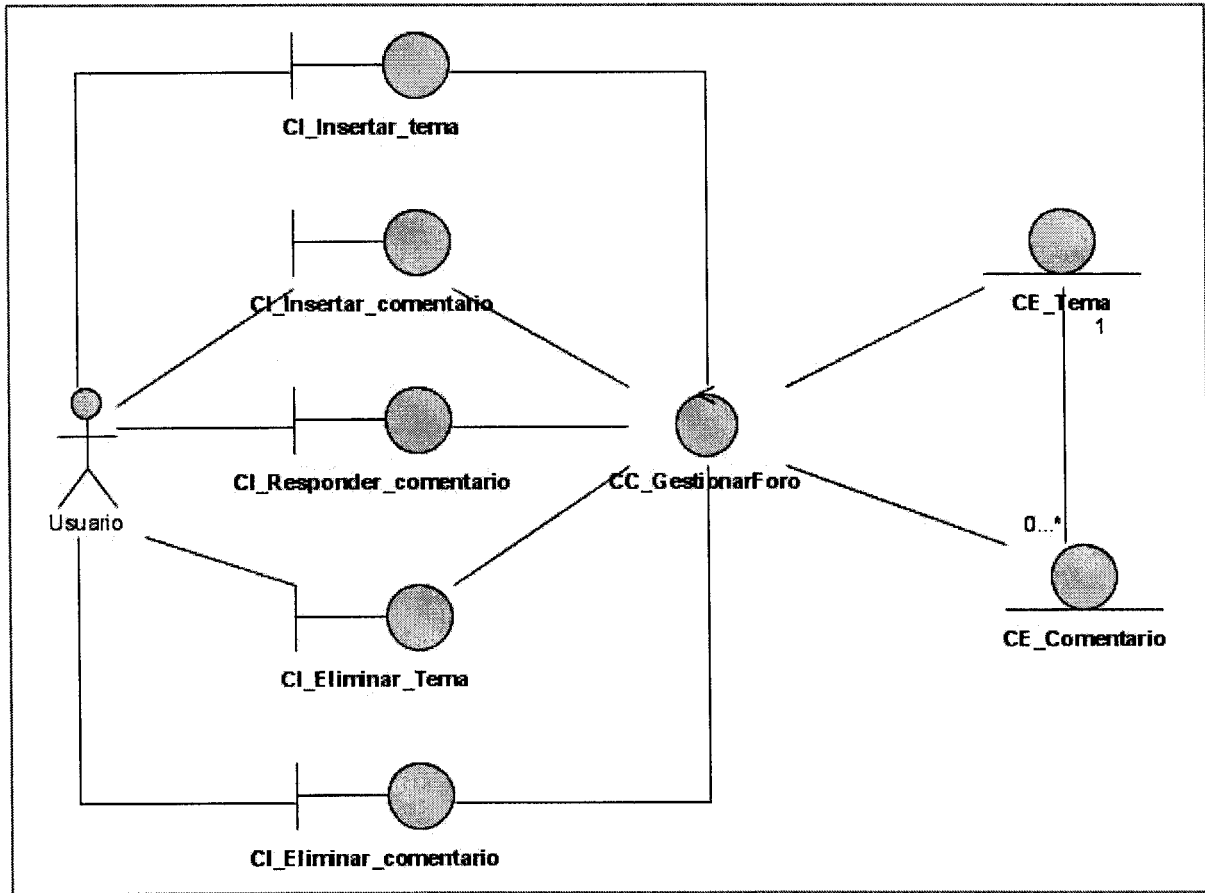 CI_Insertar_tema
CI_Insertar_comentario
CE_Tema
1
CI_Responder_comentario
CC_GestionarForo
Usuario
0...*
CE_Comentario
CI_Eliminar_Tema
CI_Eliminar_comentario